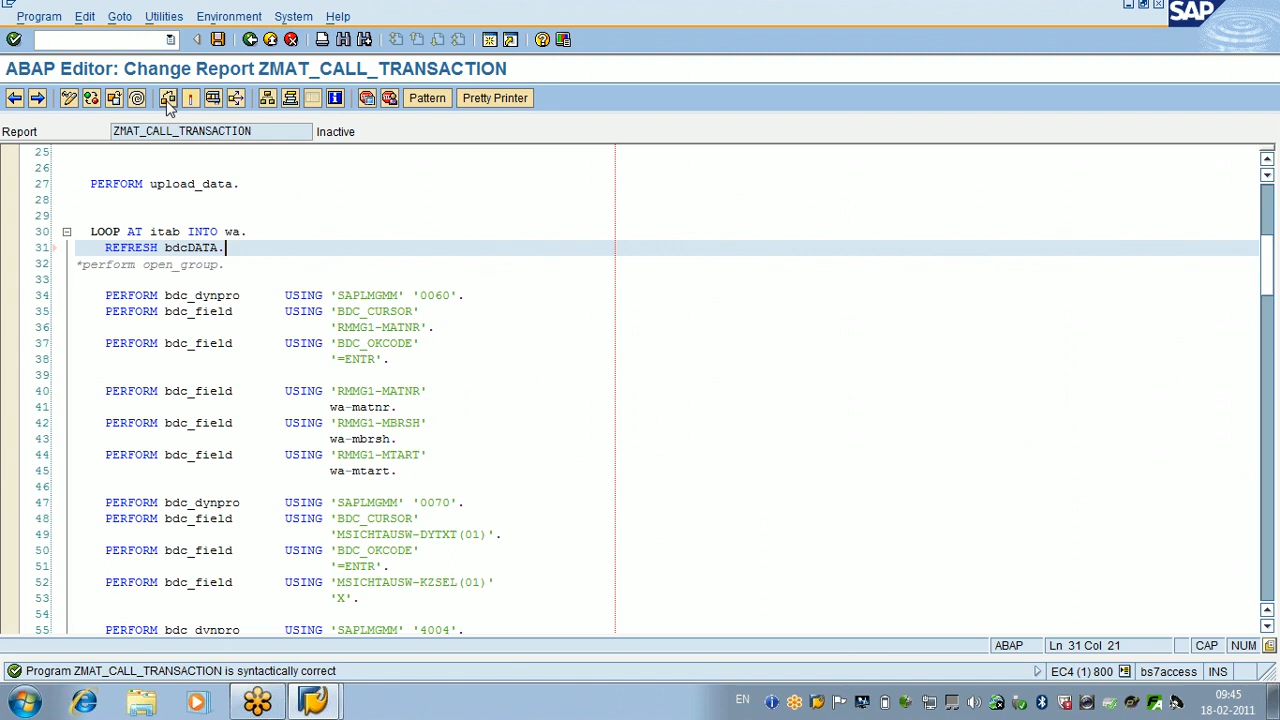 Program Edit Goto Utilities Environment System Help
SAP
ABAP Editor: Change Report ZMAT_CALL_TRANSACTION
Pattern Pretty Printer
Report ZMAT_CALL_TRANSACTION Inactive
25
26
27 PERFORM upload_data.
28
29
30 LOOP AT itab INTO wa.
31 REFRESH bdcDATA.
32 *perform open_group.
33
34 PERFORM bdc_dynpro USING 'SAPLMGMM' '0060'.
35 PERFORM bdc_field USING 'BDC_CURSOR'
36 'RMMG1-MATNR'.
37 PERFORM bdc_field USING 'BDC_OKCODE'
38 '=ENTR'.
39
40 PERFORM bdc_field USING 'RMMG1-MATNR'
41 wa-matnr.
42 PERFORM bdc_field USING 'RMMG1-MBRSH'
43 wa-mbrsh.
44 PERFORM bdc_field USING 'RMMG1-MTART'
45 wa-mtart.
46
47 PERFORM bdc_dynpro USING 'SAPLMGMM' '0070'.
48 PERFORM bdc_field USING 'BDC_CURSOR'
49 'MSICHTAUSW-DYTXT(01)'.
50 PERFORM bdc_field USING 'BDC_OKCODE'
51 '=ENTR'.
52 PERFORM bdc_field USING 'MSICHTAUSW-KZSEL(01)'
53 'X'.
54
55 PERFORM bdc_dynpro USING 'SAPLMGMM' '4004'.
ABAP Ln 31 Col 21 CAP NUM
Program ZMAT_CALL_TRANSACTION is syntactically correct EC4 (1) 800 bs7access INS
EN 09:45
18-02-2011